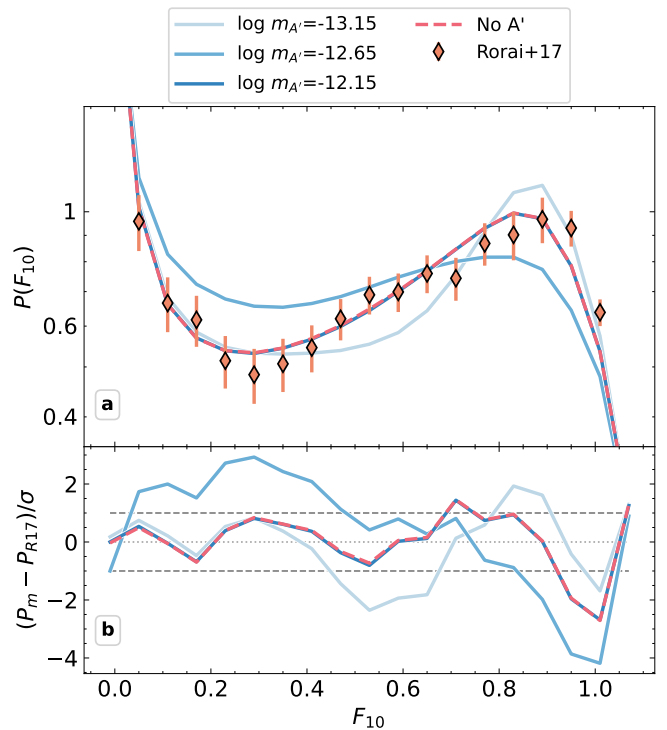 log m_A'=-13.15
log m_A'=-12.65
log m_A'=-12.15
No A'
Rorai+17
1
0.6
0.4
P(F_10)
a
2
0
−2
−4
(P_m − P_R17)/σ
b
0.0 0.2 0.4 0.6 0.8 1.0
F_10